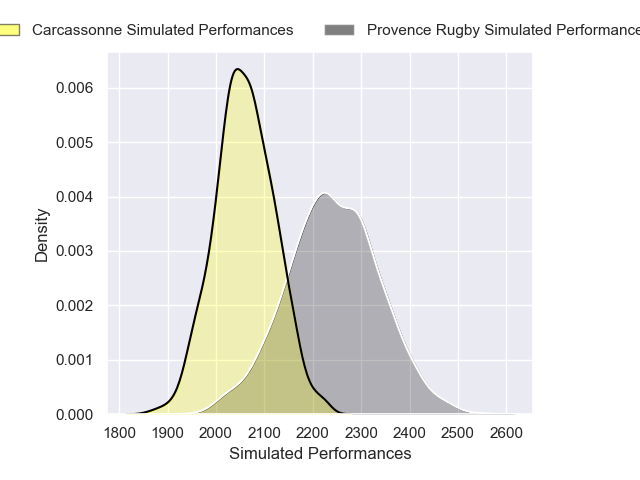 Carcassonne Simulated Performances
Provence Rugby Simulated Performance
0.006
0.005
0.004
0.003
0.002
0.001
0.000
Density
1800 1900 2000 2100 2200 2300 2400 2500 2600
Simulated Performances